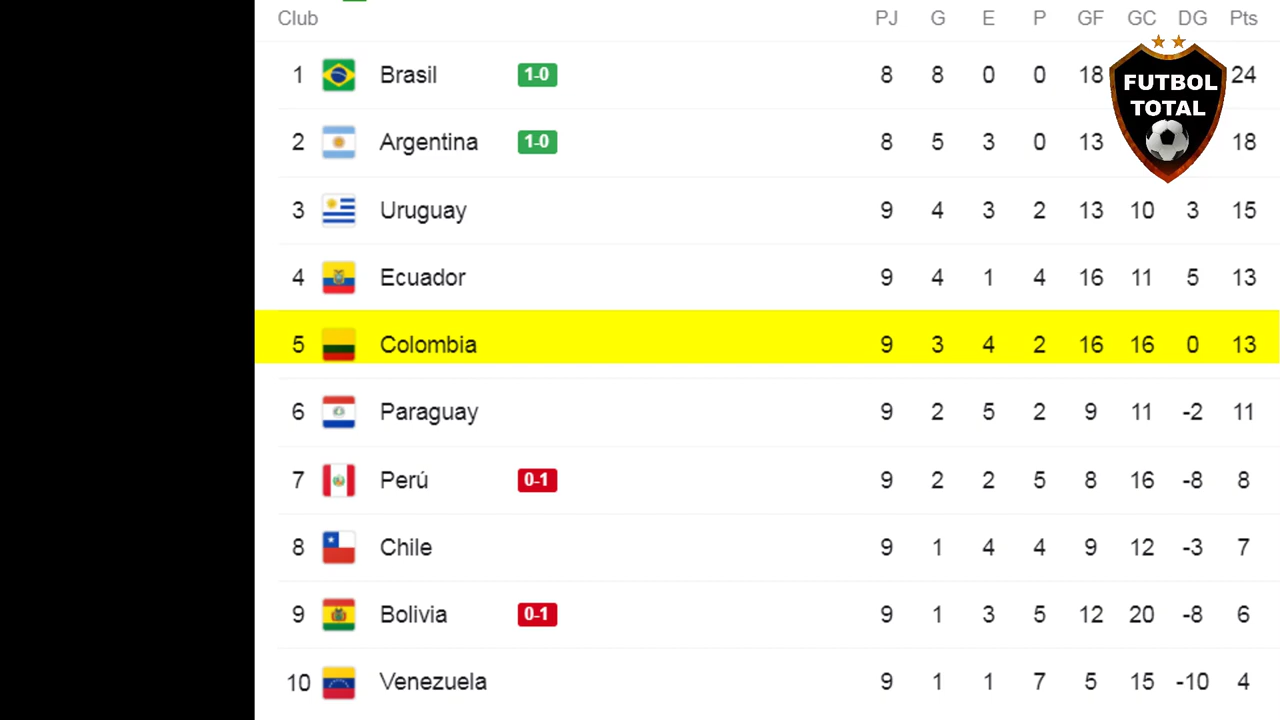 Club PJ G E P GF GC DG Pts
1 Brasil 1-0 8 8 0 0 18 24
2 Argentina 1-0 8 5 3 0 13 18
FUTBOL
TOTAL
3 Uruguay 9 4 3 2 13 10 3 15
4 Ecuador 9 4 1 4 16 11 5 13
5 Colombia 9 3 4 2 16 16 0 13
6 Paraguay 9 2 5 2 9 11 -2 11
7 Perú 0-1 9 2 2 5 8 16 -8 8
8 Chile 9 1 4 4 9 12 -3 7
9 Bolivia 0-1 9 1 3 5 12 20 -8 6
10 Venezuela 9 1 1 7 5 15 -10 4